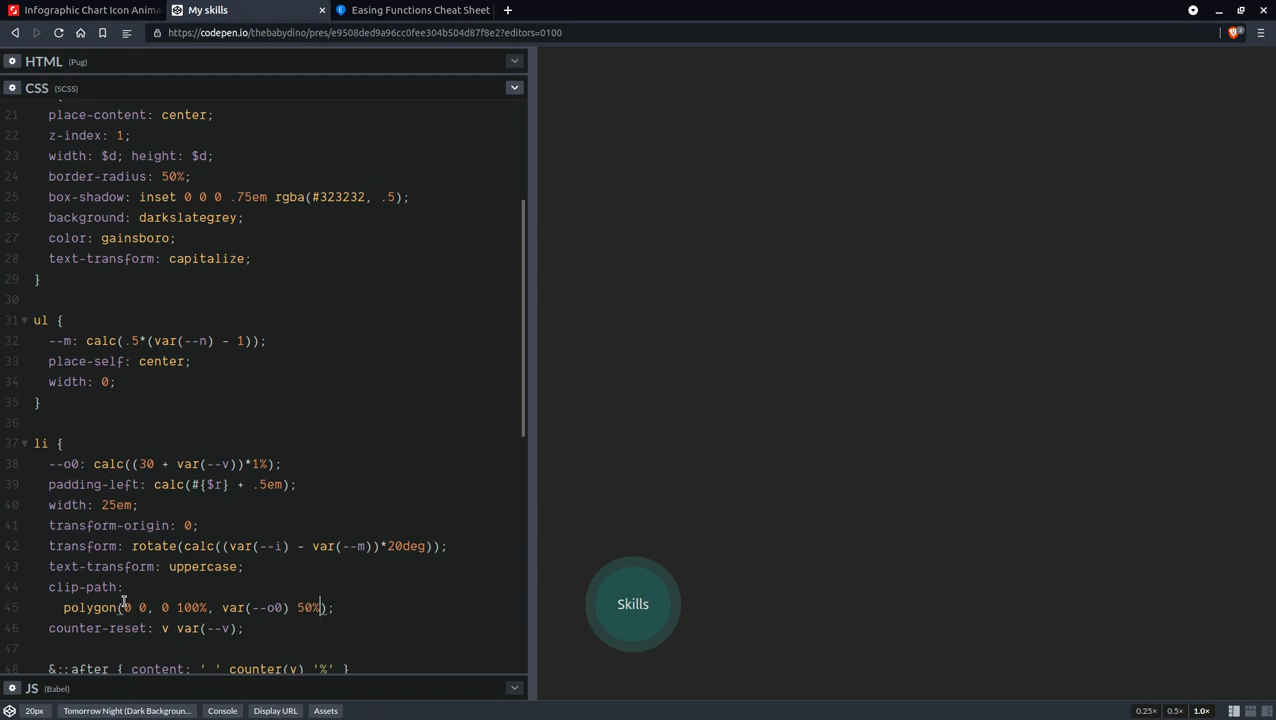 Infographic Chart Icon Anima
My skills
Easing Functions Cheat Sheet
https://codepen.io/thebabydino/pres/e9508ded9a96cc0fee304b504d87f8e2?editors=0100
2
HTML (Pug)
CSS (SCSS)
21 place-content: center;
22 z-index: 1;
23 width: $d; height: $d;
24 border-radius: 50%;
25 box-shadow: inset 0 0 0 .75em rgba(#323232, .5);
26 background: darkslategrey;
27 color: gainsboro;
28 text-transform: capitalize;
29 }
30
31 ul {
32 --m: calc(.5*(var(--n) - 1));
33 place-self: center;
34 width: 0;
35 }
36
37 li {
38 --o0: calc((30 + var(--v))*1%);
39 padding-left: calc(#{$r} + .5em);
40 width: 25em;
41 transform-origin: 0;
42 transform: rotate(calc((var(--i) - var(--m))*20deg));
43 text-transform: uppercase;
44 clip-path:
45 polygon(0 0, 0 100%, var(--o0) 50%);
46 counter-reset: v var(--v);
47
48 &::after { content: ' ' counter(v) '%' }
Skills
JS (Babel)
20px Tomorrow Night (Dark Backgroun... Console Display URL Assets 0.25× 0.5× 1.0×